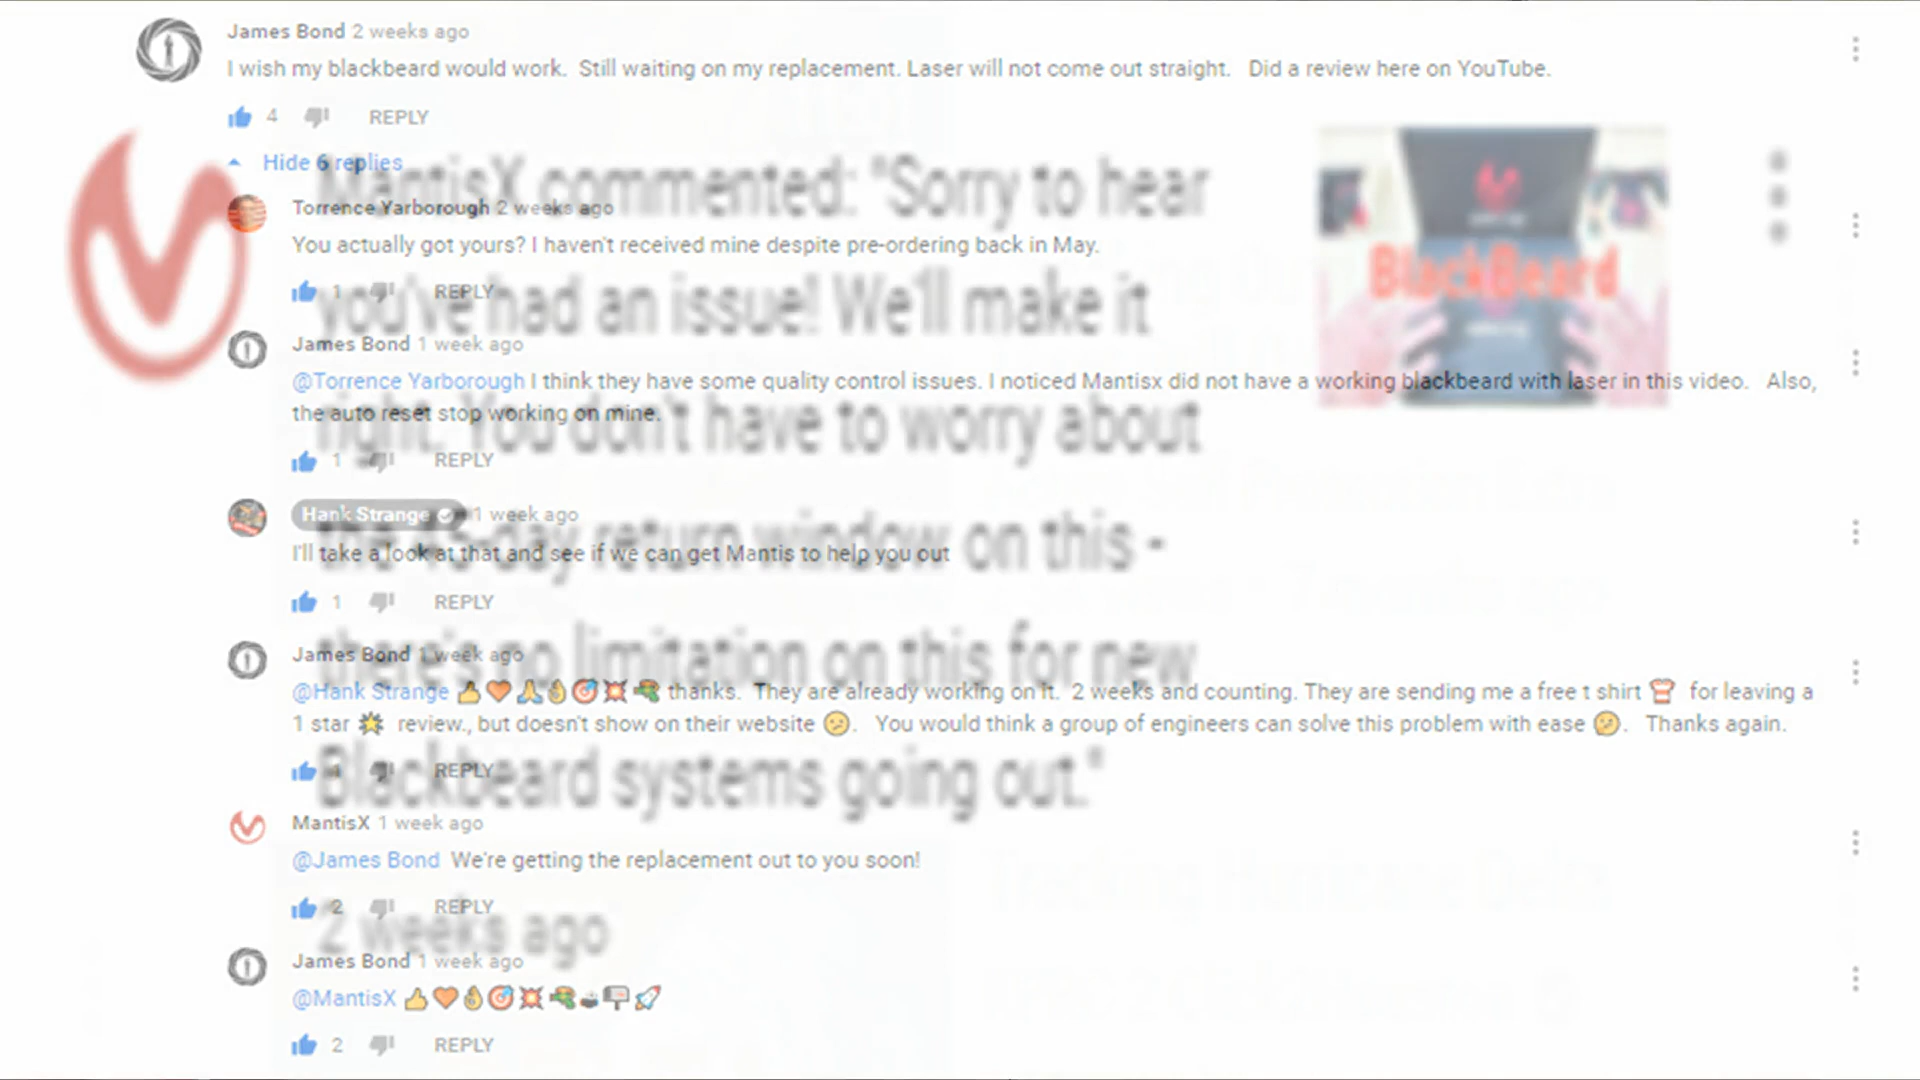 James Bond 2 weeks ago
I wish my blackbeard would work. Still waiting on my replacement. Laser will not come out straight. Did a review here on YouTube.
4 REPLY
Hide 6 replies
Torrence Yarborough 2 weeks ago
You actually got yours? I haven't received mine despite pre-ordering back in May.
1 REPLY
James Bond 1 week ago
@Torrence Yarborough I think they have some quality control issues. I noticed Mantisx did not have a working blackbeard with laser in this video. Also,
the auto reset stop working on mine.
1 REPLY
Hank Strange 1 week ago
I'll take a look at that and see if we can get Mantis to help you out
1 REPLY
James Bond 1 week ago
@Hank Strange 👍🧡🙏👌🎯💥🔫 thanks. They are already working on it. 2 weeks and counting. They are sending me a free t shirt 👚 for leaving a
1 star 🌟 review., but doesn't show on their website 😕. You would think a group of engineers can solve this problem with ease 🤔. Thanks again.
REPLY
MantisX 1 week ago
@James Bond We're getting the replacement out to you soon!
2 REPLY
James Bond 1 week ago
@MantisX 👍🧡👌🎯💥🔫💣📪🚀
2 REPLY
MantisX commented: "Sorry to hear
you've had an issue! We'll make it
right. You don't have to worry about
the 45-day return window on this -
there's no limitation on this for new
Blackbeard systems going out."
2 weeks ago
BlackBeard